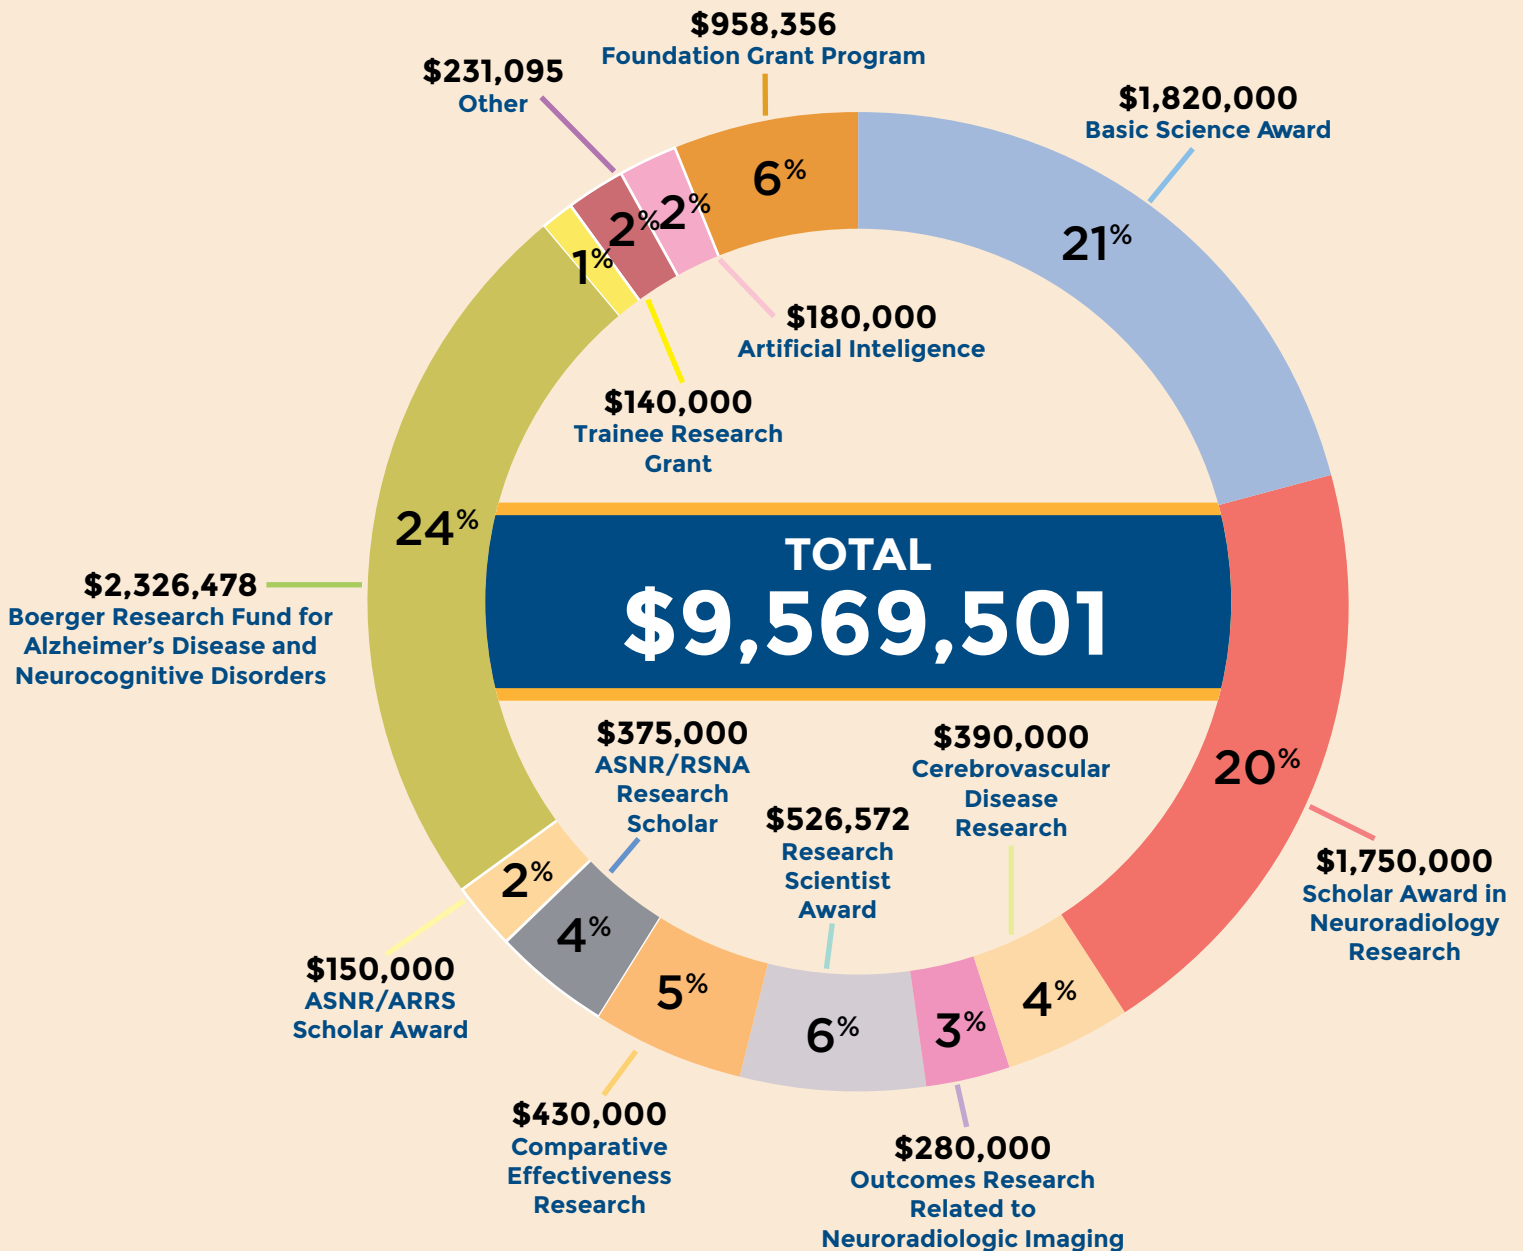 $958,356
Foundation Grant Program
$231,095
Other
$1,820,000
Basic Science Award
6%
2%
2%
1%
21%
$180,000
Artificial Inteligence
$140,000
Trainee Research
Grant
24%
TOTAL
$9,569,501
$2,326,478
Boerger Research Fund for
Alzheimer’s Disease and
Neurocognitive Disorders
$375,000
ASNR/RSNA
Research
Scholar
$526,572
Research
Scientist
Award
$390,000
Cerebrovascular
Disease
Research
20%
$1,750,000
Scholar Award in
Neuroradiology
Research
2%
4%
5%
6%
3%
4%
$150,000
ASNR/ARRS
Scholar Award
$430,000
Comparative
Effectiveness
Research
$280,000
Outcomes Research
Related to
Neuroradiologic Imaging